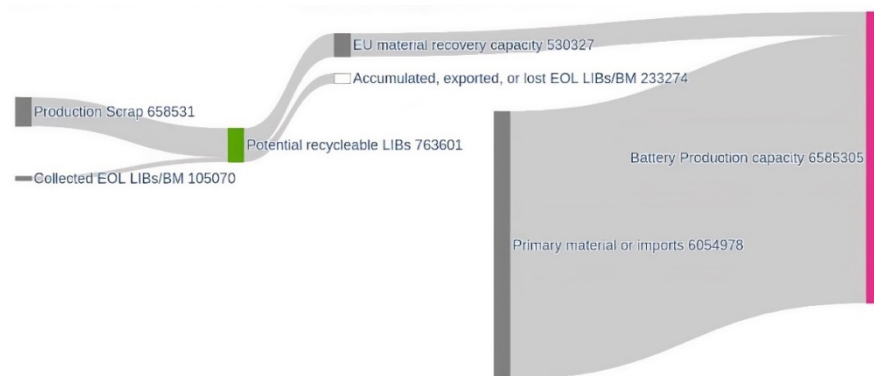 EU material recovery capacity 530327
Accumulated, exported, or lost EOL LIBs/BM 233274
Production Scrap 658531
Potential recycleable LIBs 763601
Battery Production capacity 6585305
Collected EOL LIBs/BM 105070
Primary material or imports 6054978